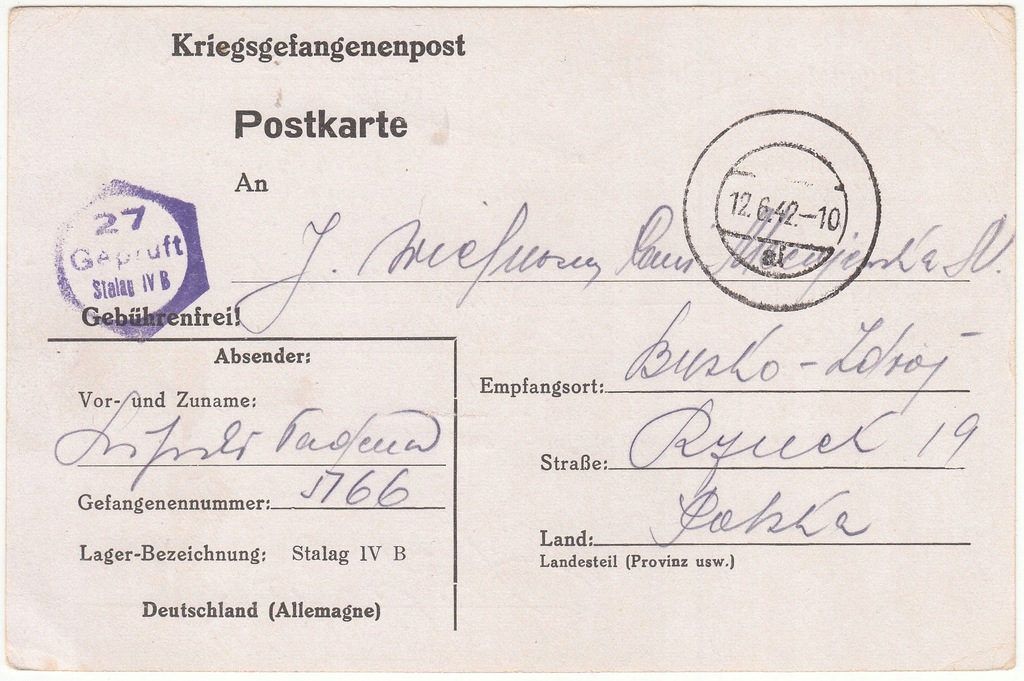 Kriegsgefangenenpost
Postkarte
An
12.6.42.-10
27
Geprüft
Stalag IV B
J.
Gebührenfrei!
Absender:
Busko - Zdrój
Empfangsort:
Vor- und Zuname:
Rynek 19
Straße:
Gefangenennummer: 5766
Polska
Land:
Lager-Bezeichnung: Stalag IV B
Landesteil (Provinz usw.)
Deutschland (Allemagne)